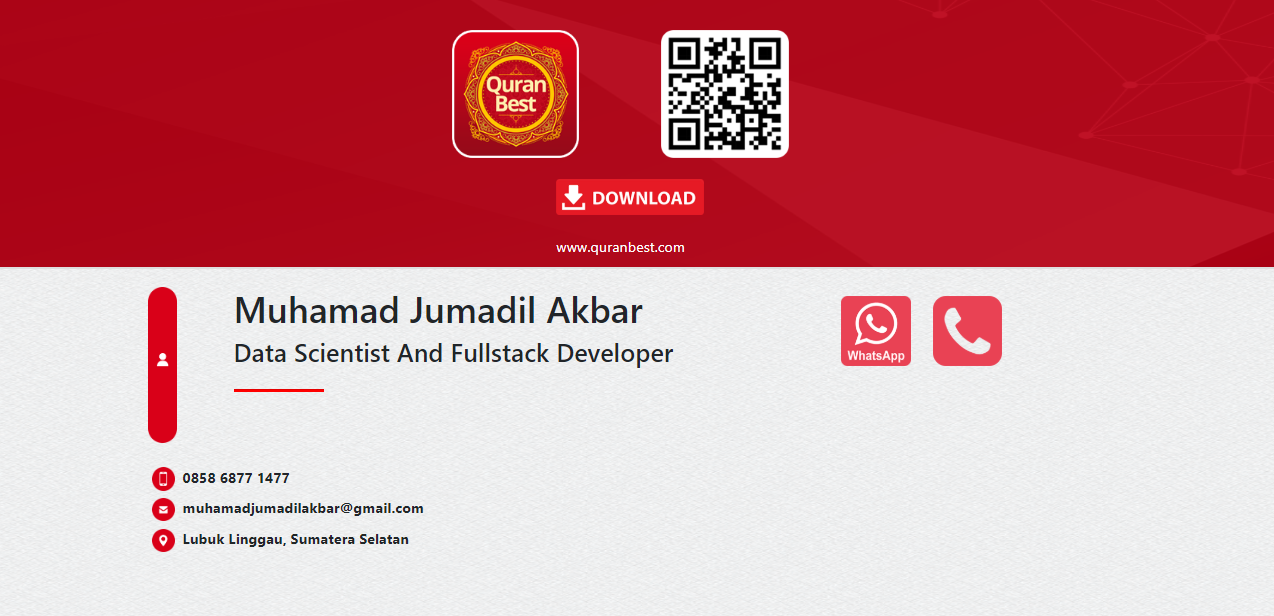 Quran
Best
DOWNLOAD
www.quranbest.com
Muhamad Jumadil Akbar
Data Scientist And Fullstack Developer
WhatsApp
0858 6877 1477
muhamadjumadilakbar@gmail.com
Lubuk Linggau, Sumatera Selatan